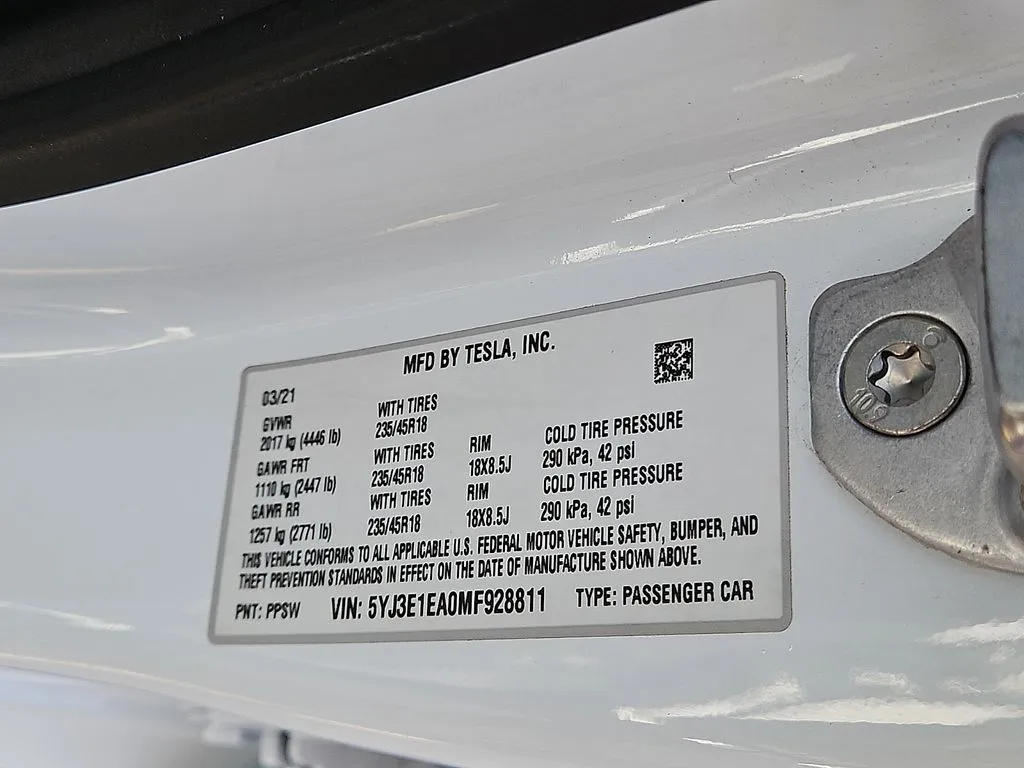 MFD BY TESLA, INC.
03/21
GVWR WITH TIRES
2017 kg (4446 lb) 235/45R18
GAWR FRT WITH TIRES RIM COLD TIRE PRESSURE
1110 kg (2447 lb) 235/45R18 18X8.5J 290 kPa, 42 psi
GAWR RR WITH TIRES RIM COLD TIRE PRESSURE
1257 kg (2771 lb) 235/45R18 18X8.5J 290 kPa, 42 psi
THIS VEHICLE CONFORMS TO ALL APPLICABLE U.S. FEDERAL MOTOR VEHICLE SAFETY, BUMPER, AND
THEFT PREVENTION STANDARDS IN EFFECT ON THE DATE OF MANUFACTURE SHOWN ABOVE.
PNT: PPSW VIN: 5YJ3E1EA0MF928811 TYPE: PASSENGER CAR
10.9